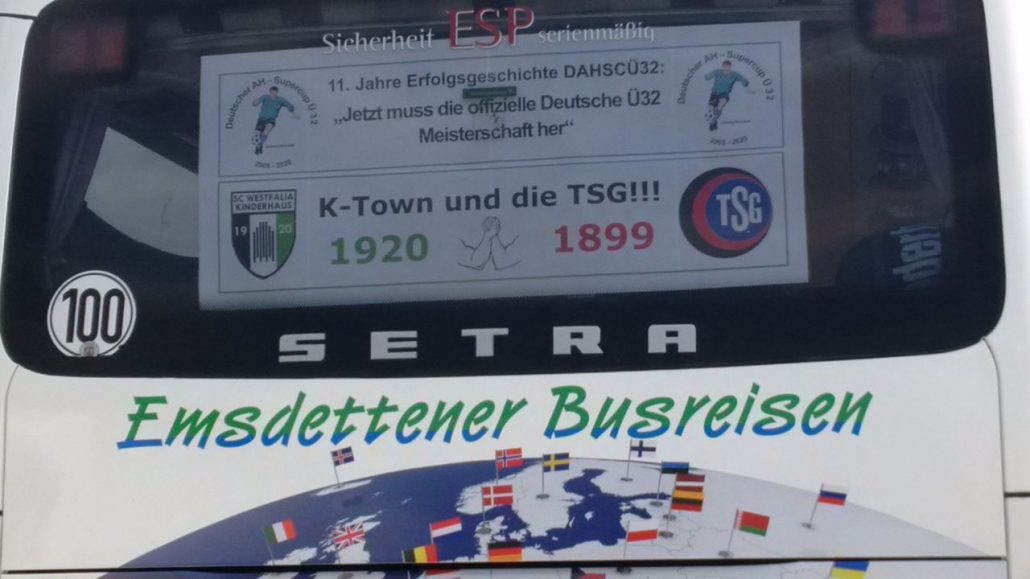 Sicherheit ESP serienmäßig
Deutscher AH - Supercup Ü 32
2005 - 2020
11. Jahre Erfolgsgeschichte DAHSCÜ32:
„Jetzt muss die offizielle Deutsche Ü32
Meisterschaft her“
Deutscher AH - Supercup Ü 32
2005 - 2020
SC WESTFALIA
KINDERHAUS
19 20
K-Town und die TSG!!!
1920 1899
TSG
100
SETRA
Emsdettener Busreisen